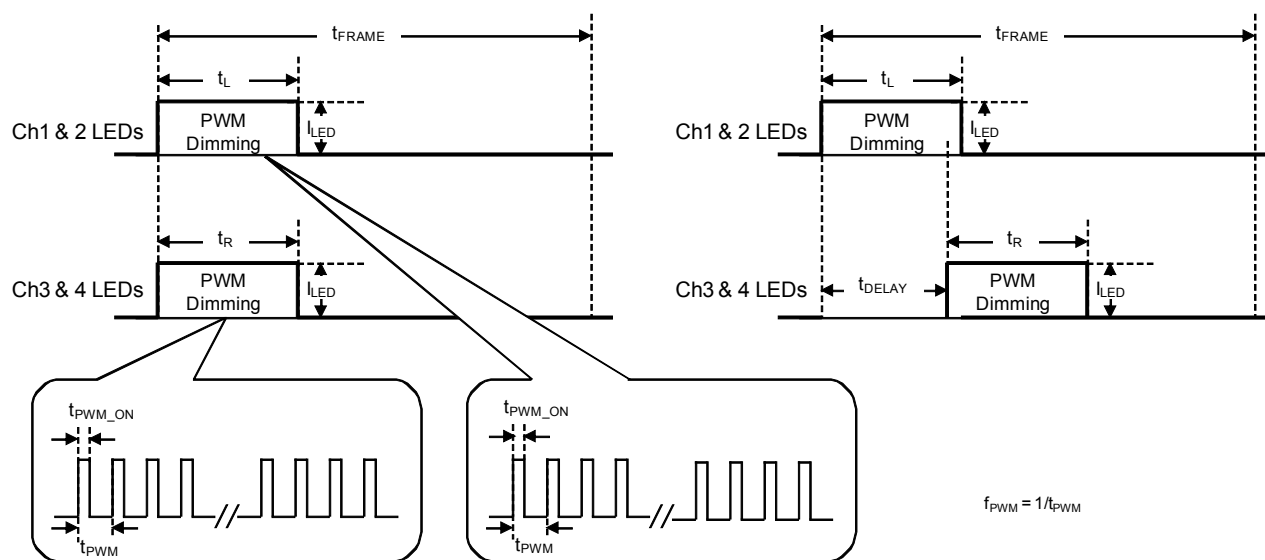 tFRAME
tL
Ch1 & 2 LEDs
PWM
Dimming
ILED
tR
Ch3 & 4 LEDs
PWM
Dimming
ILED
tFRAME
tL
Ch1 & 2 LEDs
PWM
Dimming
ILED
tR
Ch3 & 4 LEDs
tDELAY
PWM
Dimming
ILED
tPWM_ON
tPWM
tPWM_ON
tPWM
fPWM = 1/tPWM